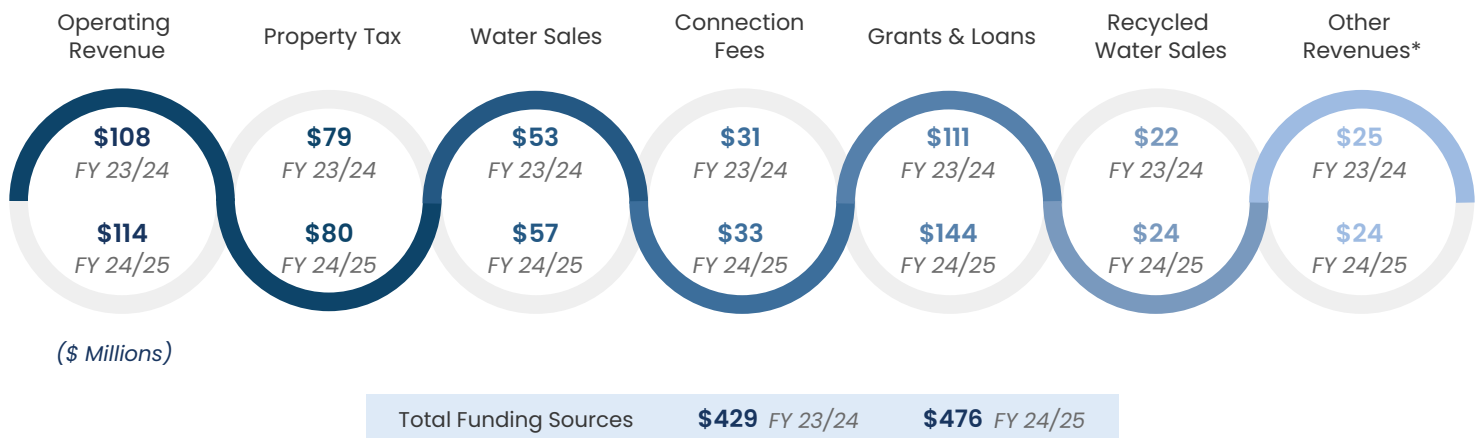 Operating
Revenue
Property Tax
Water Sales
Connection
Fees
Grants & Loans
Recycled
Water Sales
Other
Revenues*
$108
FY 23/24
$79
FY 23/24
$53
FY 23/24
$31
FY 23/24
$111
FY 23/24
$22
FY 23/24
$25
FY 23/24
$114
FY 24/25
$80
FY 24/25
$57
FY 24/25
$33
FY 24/25
$144
FY 24/25
$24
FY 24/25
$24
FY 24/25
($ Millions)
Total Funding Sources $429 FY 23/24 $476 FY 24/25